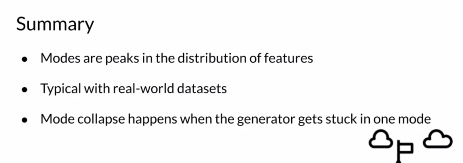 Summary
• Modes are peaks in the distribution of features
• Typical with real-world datasets
• Mode collapse happens when the generator gets stuck in one mode